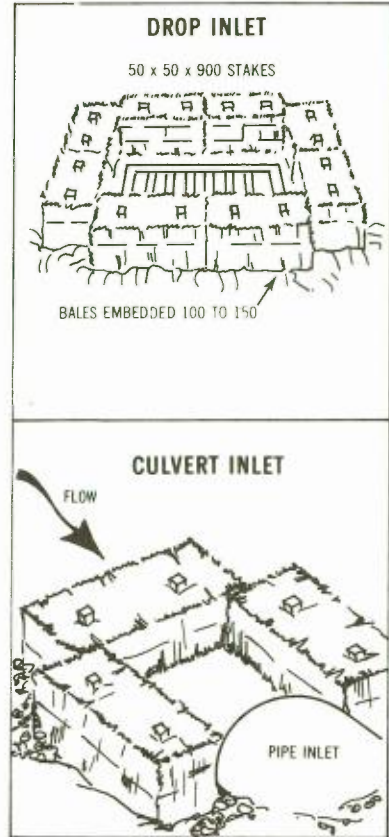 DROP INLET
50 x 50 x 900 STAKES
BALES EMBEDDED 100 TO 150
CULVERT INLET
FLOW
PIPE INLET